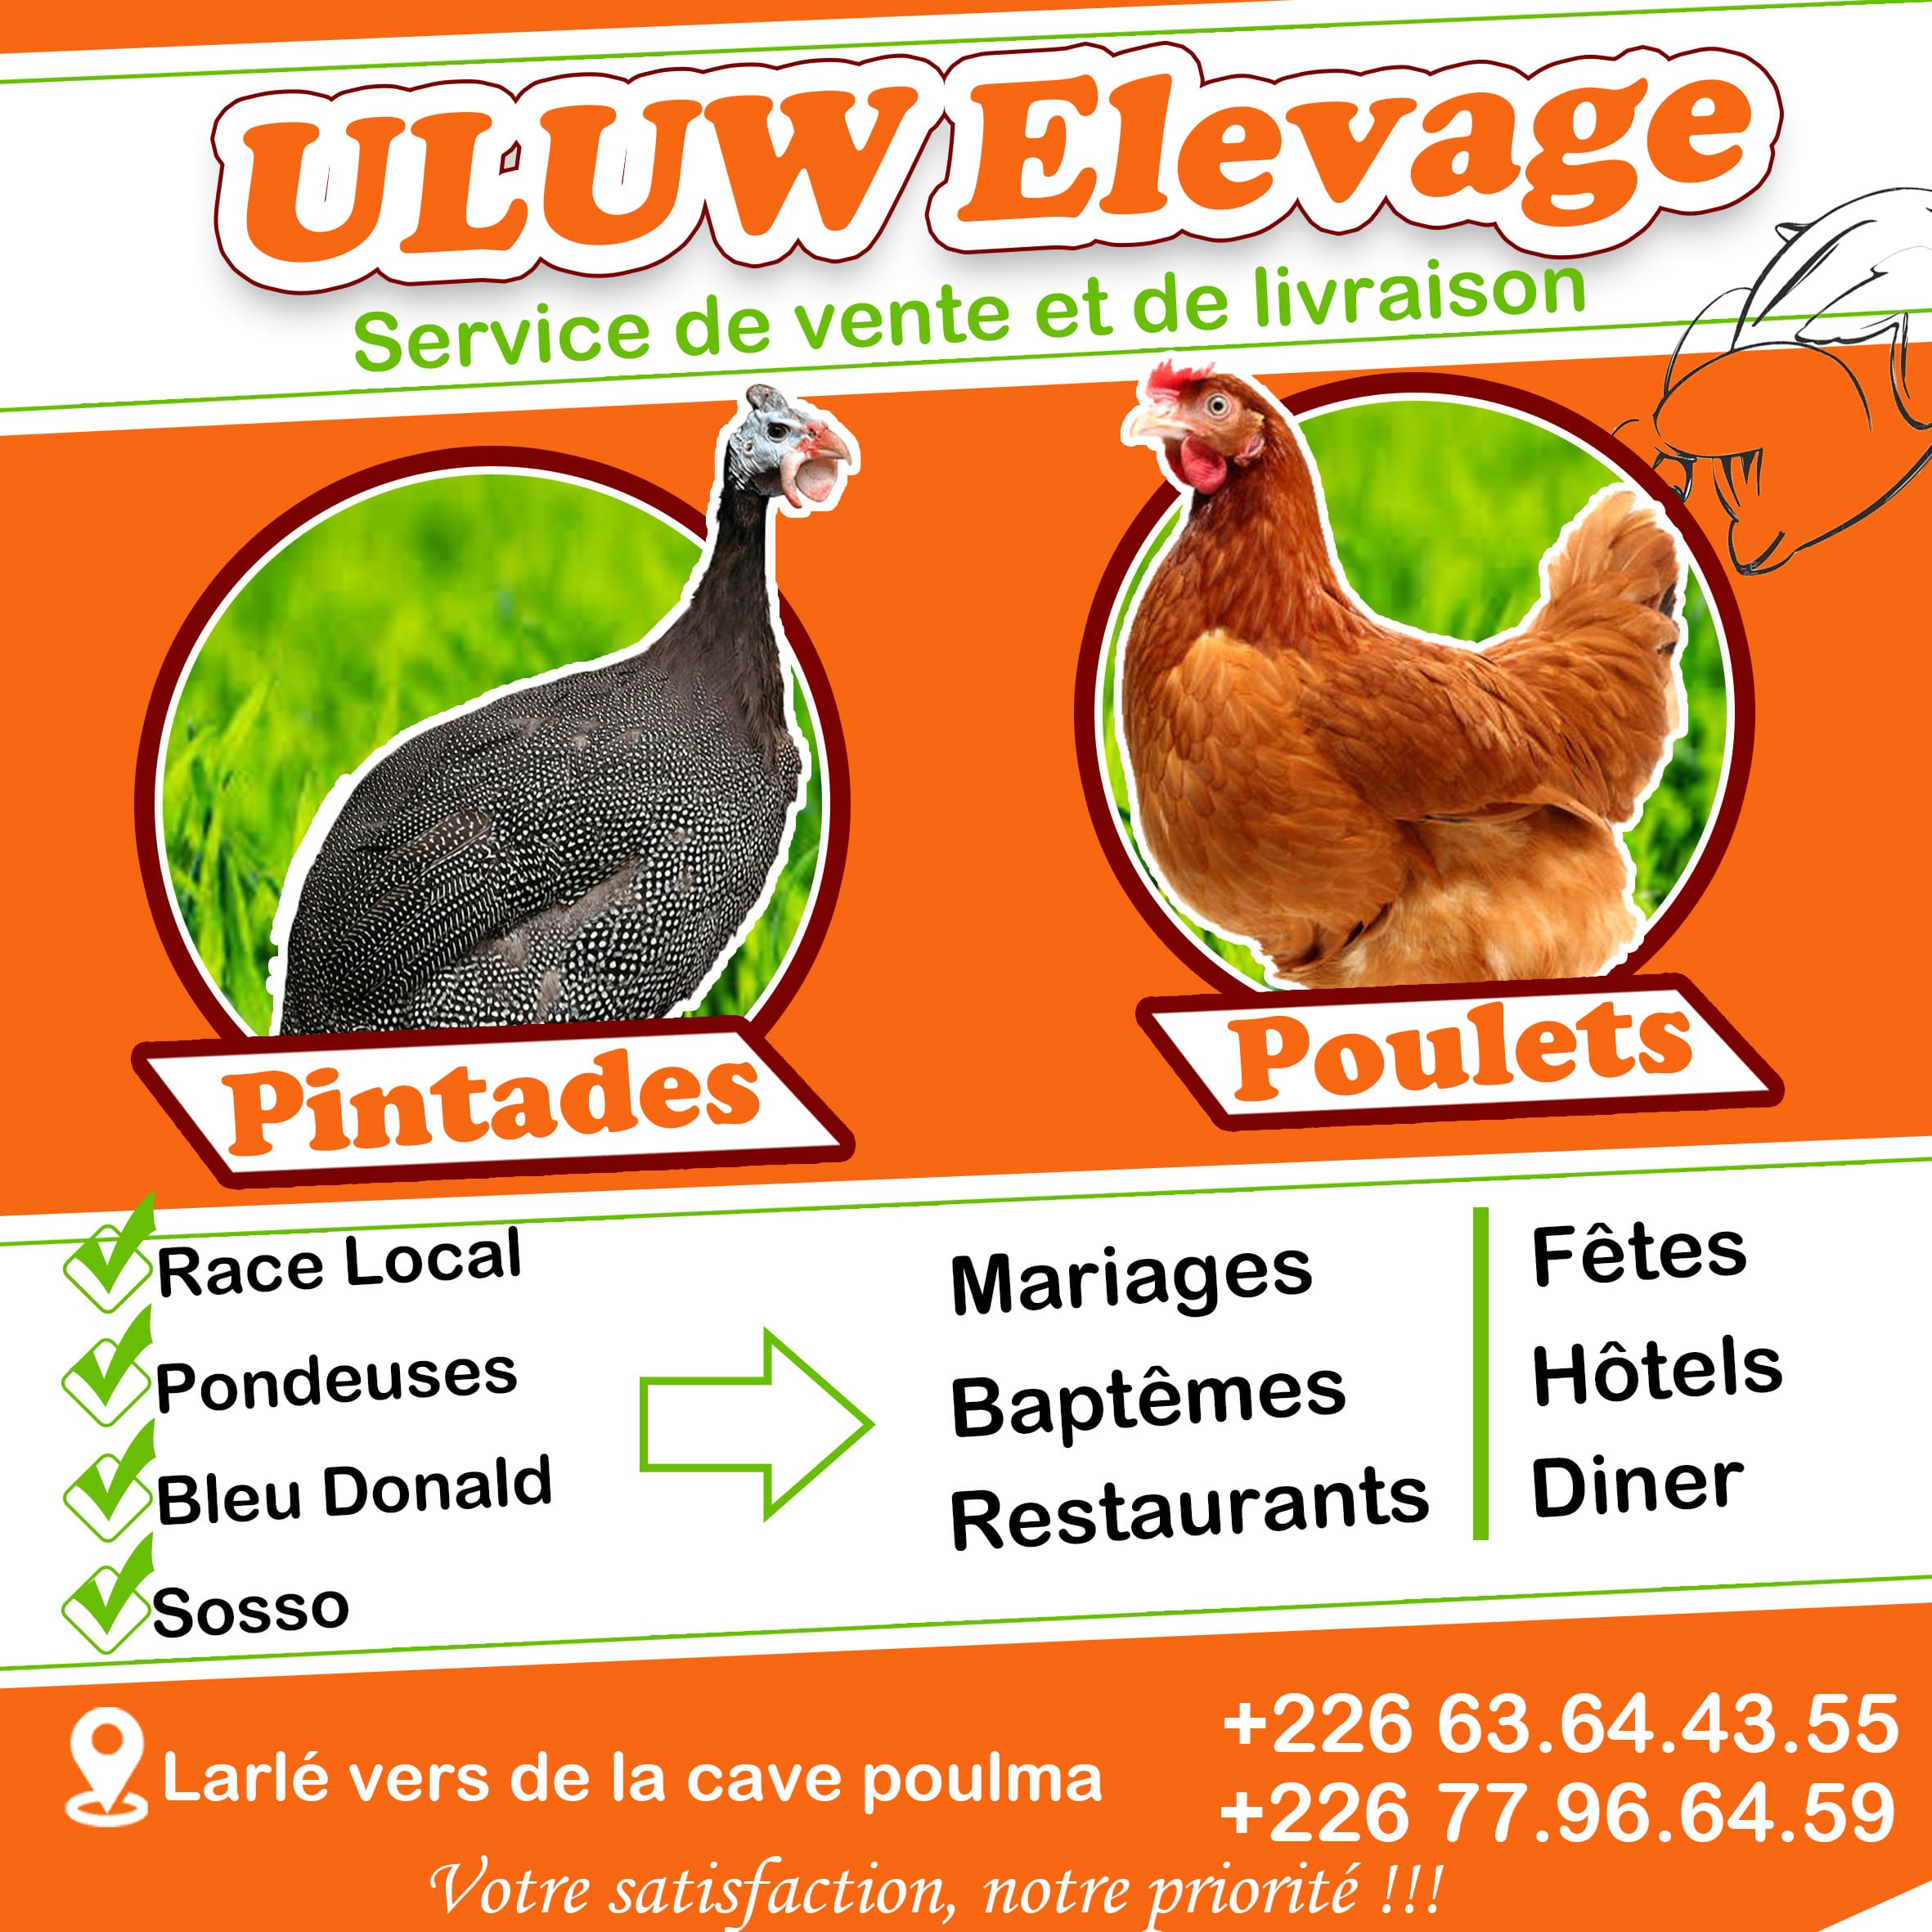 ULUW Elevage
Service de vente et de livraison
Pintades
Poulets
Race Local
Pondeuses
Bleu Donald
Sosso
Mariages
Baptêmes
Restaurants
Fêtes
Hôtels
Diner
Larlé vers de la cave poulma
+226 63.64.43.55
+226 77.96.64.59
Votre satisfaction, notre priorité !!!